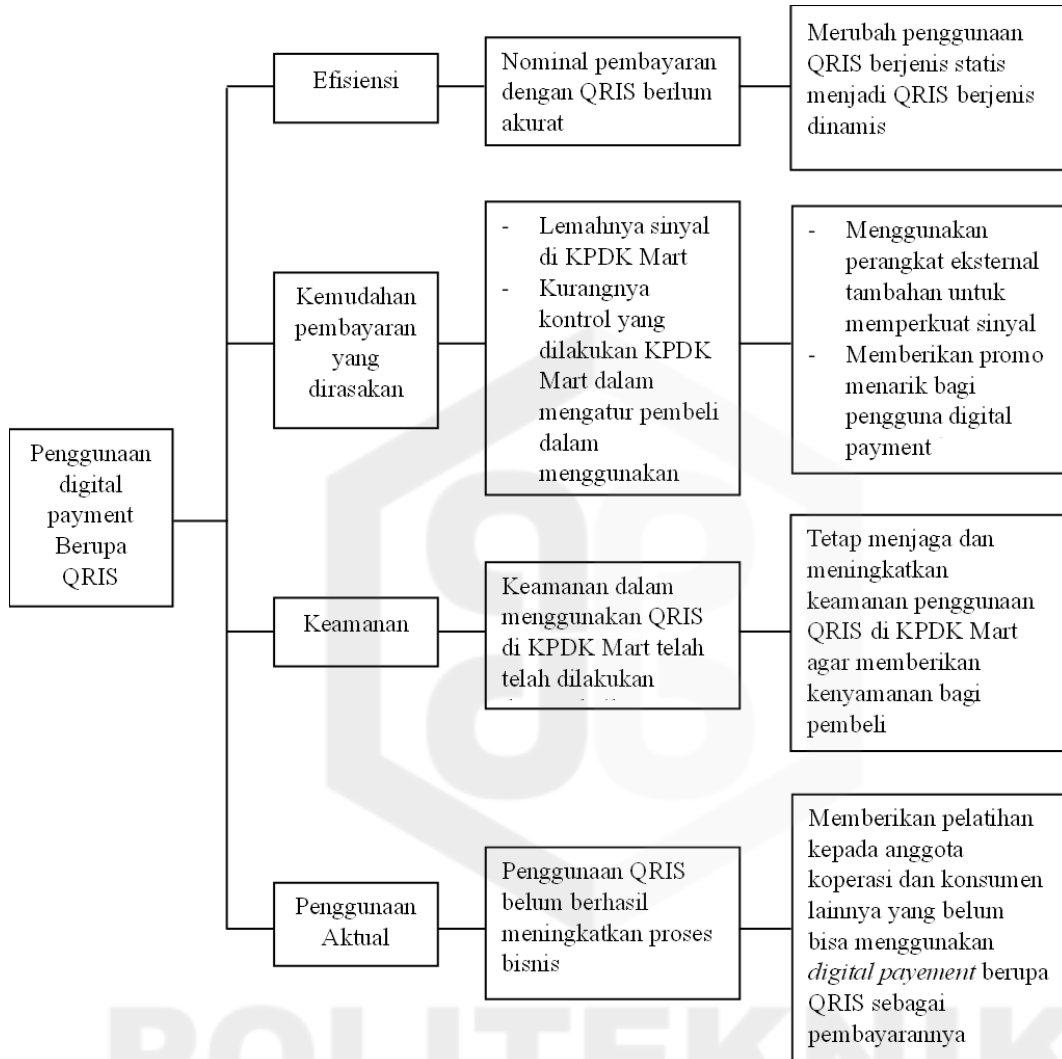 Penggunaan
digital
payment
Berupa
QRIS
Efisiensi
Nominal pembayaran
dengan QRIS berlum
akurat
Merubah penggunaan
QRIS berjenis statis
menjadi QRIS berjenis
dinamis
Kemudahan
pembayaran
yang
dirasakan
- Lemahnya sinyal
di KPDK Mart
- Kurangnya
kontrol yang
dilakukan KPDK
Mart dalam
mengatur pembeli
dalam
menggunakan
- Menggunakan
perangkat eksternal
tambahan untuk
memperkuat sinyal
- Memberikan promo
menarik bagi
pengguna digital
payment
Keamanan
Keamanan dalam
menggunakan QRIS
di KPDK Mart telah
telah dilakukan
Tetap menjaga dan
meningkatkan
keamanan penggunaan
QRIS di KPDK Mart
agar memberikan
kenyamanan bagi
pembeli
Penggunaan
Aktual
Penggunaan QRIS
belum berhasil
meningkatkan proses
bisnis
Memberikan pelatihan
kepada anggota
koperasi dan konsumen
lainnya yang belum
bisa menggunakan
digital payement berupa
QRIS sebagai
pembayarannya
POLITEKNIK